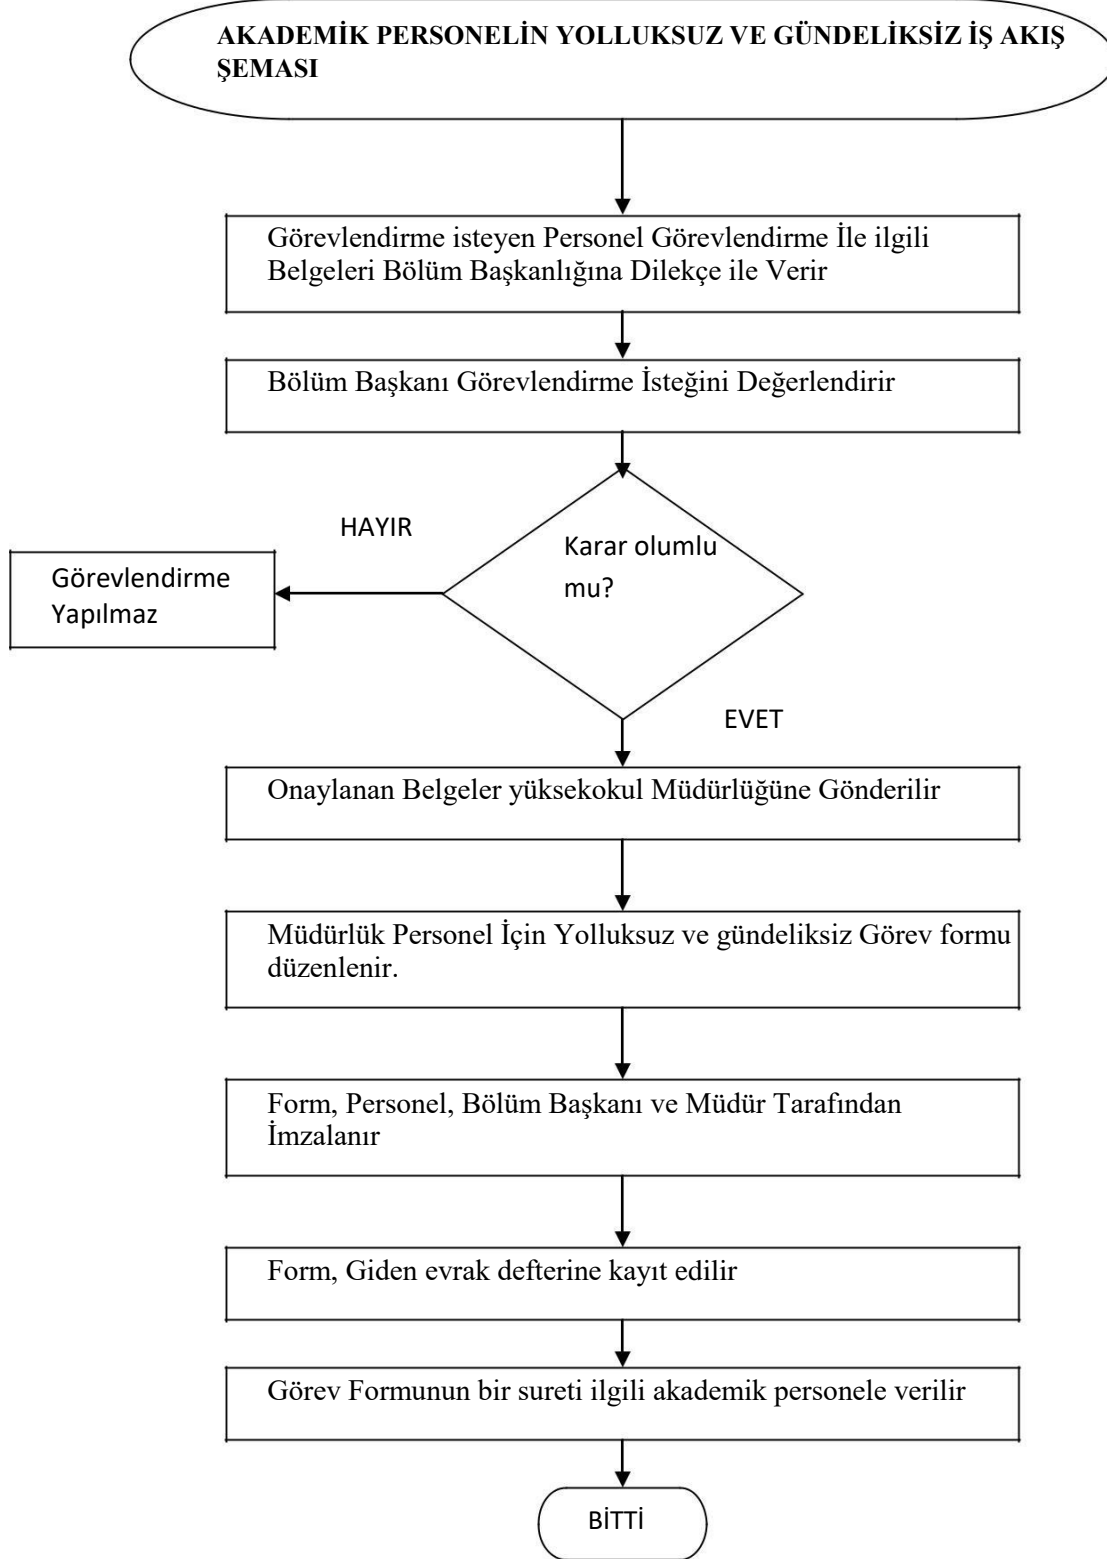 AKADEMİK PERSONELİN YOLLUKSUZ VE GÜNDELİKSİZ İŞ AKIŞ
ŞEMASI
Görevlendirme isteyen Personel Görevlendirme İle ilgili
Belgeleri Bölüm Başkanlığına Dilekçe ile Verir
Bölüm Başkanı Görevlendirme İsteğini Değerlendirir
HAYIR
Karar olumlu
mu?
Görevlendirme
Yapılmaz
EVET
Onaylanan Belgeler yüksekokul Müdürlüğüne Gönderilir
Müdürlük Personel İçin Yolluksuz ve gündeliksiz Görev formu
düzenlenir.
Form, Personel, Bölüm Başkanı ve Müdür Tarafından
İmzalanır
Form, Giden evrak defterine kayıt edilir
Görev Formunun bir sureti ilgili akademik personele verilir
BİTTİ